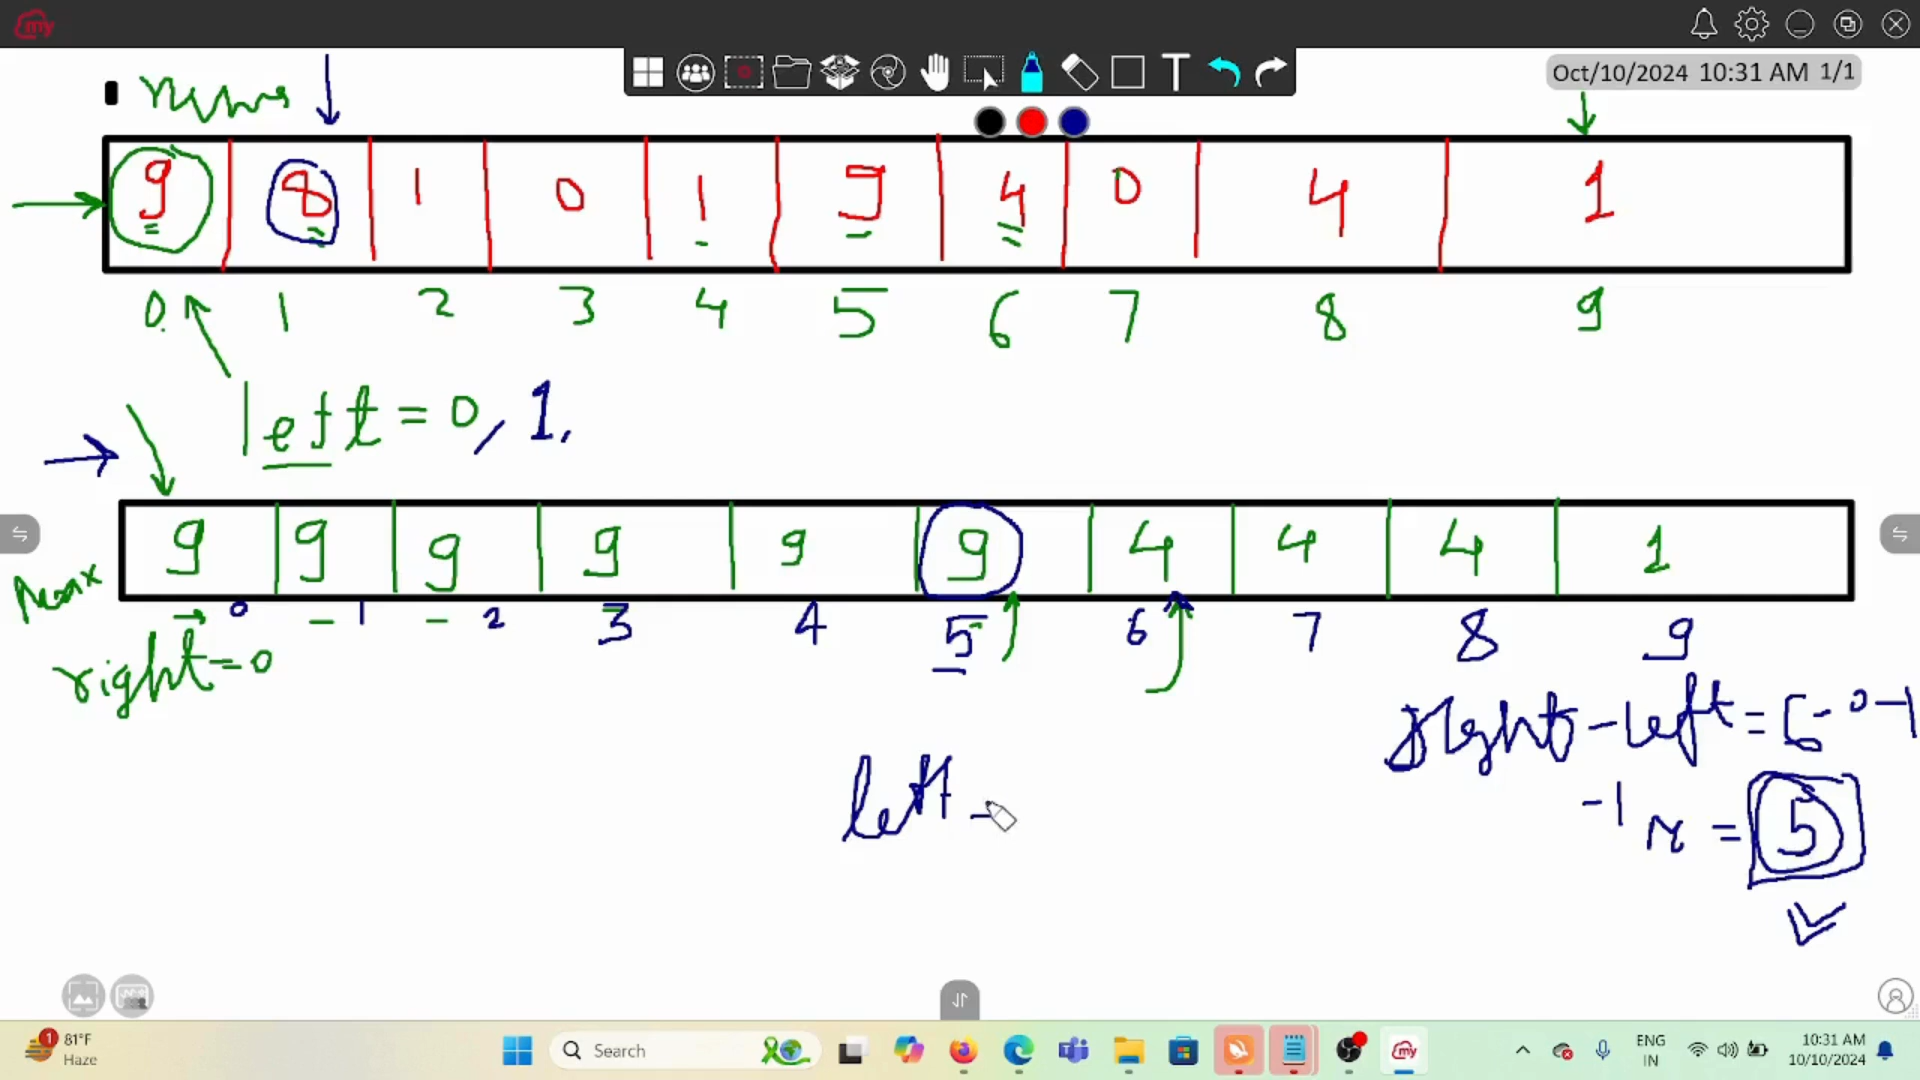 my
Oct/10/2024 10:31 AM 1/1
nums
9 8 1 0 1 9 4 0 4 1
0 1 2 3 4 5 6 7 8 9
left = 0, 1,
9 9 9 9 9 9 4 4 4 1
Max
0 1 2 3 4 5 6 7 8 9
right=0
right-left = 6-0-1
left -
-1
= 5
81°F
Haze
Search
my
ENG
IN
10:31 AM
10/10/2024